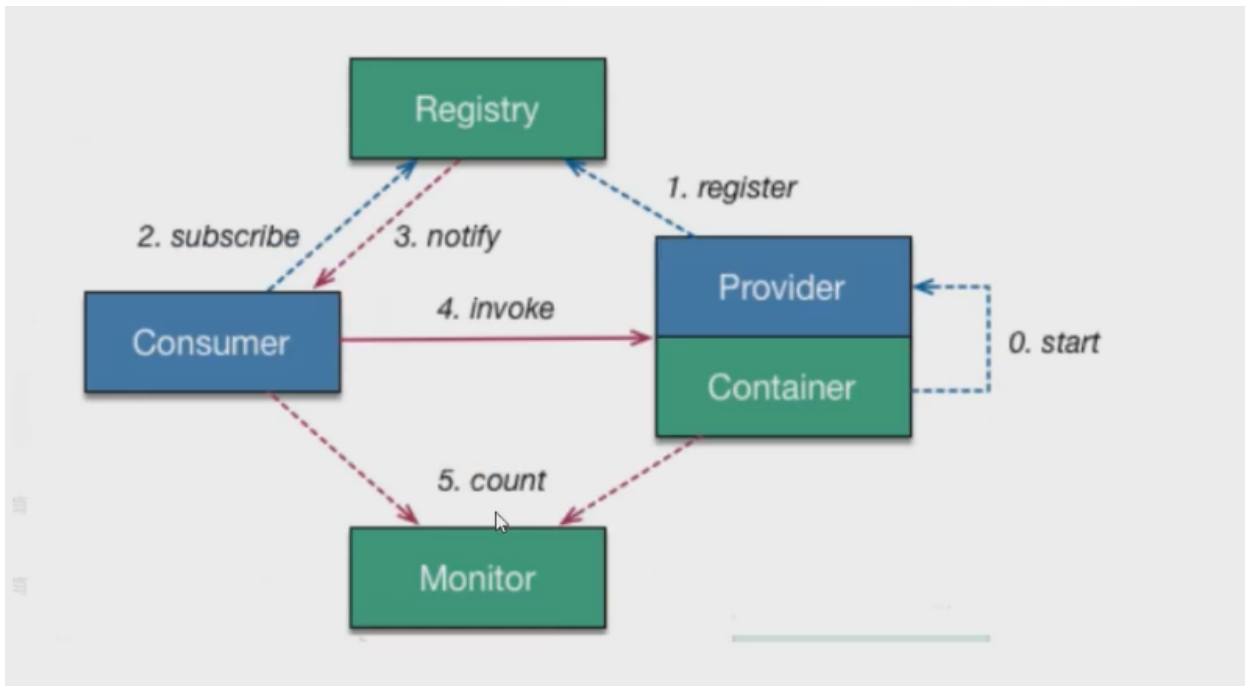 Registry
1. register
2. subscribe
3. notify
Provider
4. invoke
Consumer
0. start
Container
5. count
Monitor